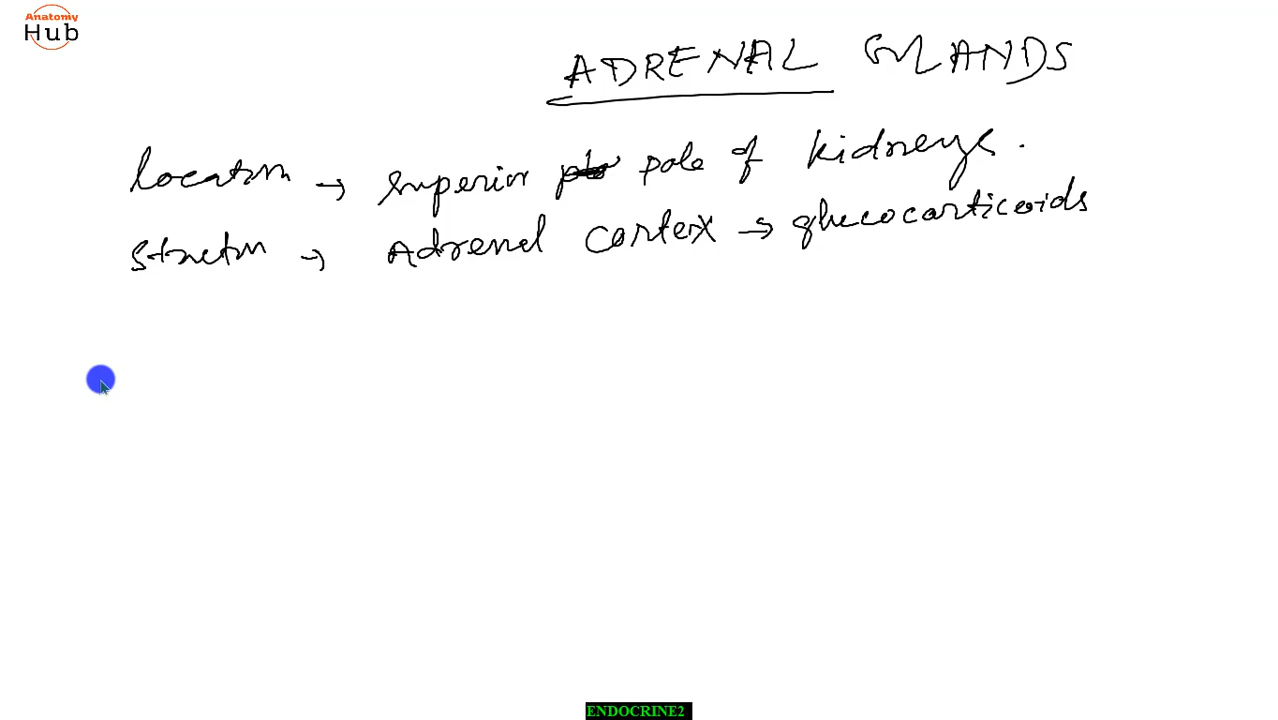 Anatomy
Hub
ADRENAL GLANDS
location → superior pole of kidneys.
structure → Adrenal cortex → glucocorticoids
ENDOCRINE2